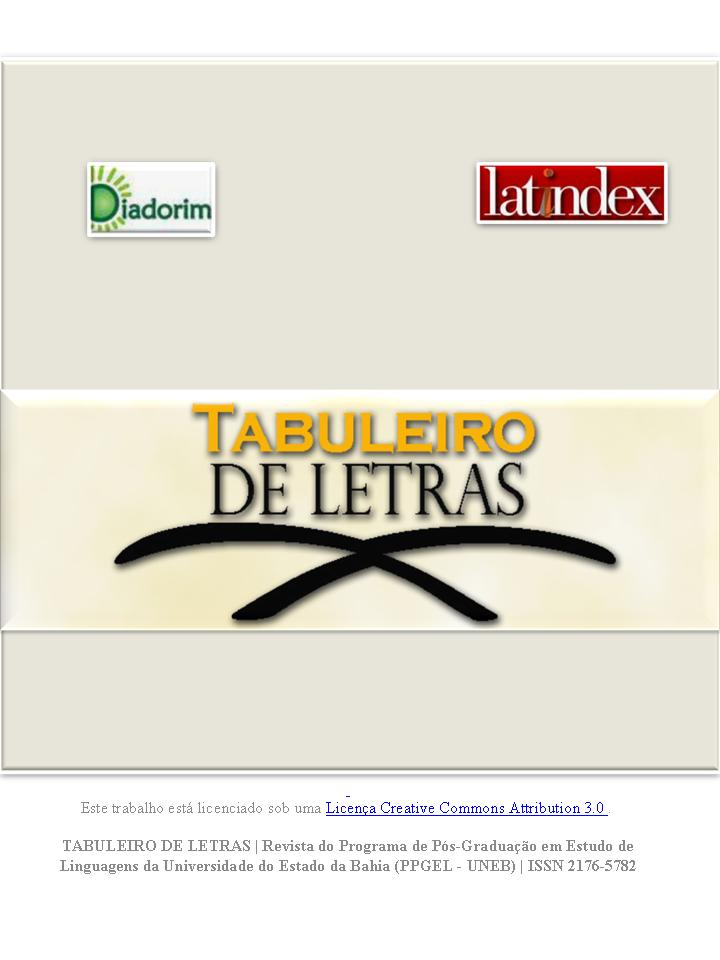 Diadorim
latindex
TABULEIRO
DE LETRAS
Este trabalho está licenciado sob uma Licença Creative Commons Attribution 3.0 .
TABULEIRO DE LETRAS | Revista do Programa de Pós-Graduação em Estudo de
Linguagens da Universidade do Estado da Bahia (PPGEL - UNEB) | ISSN 2176-5782